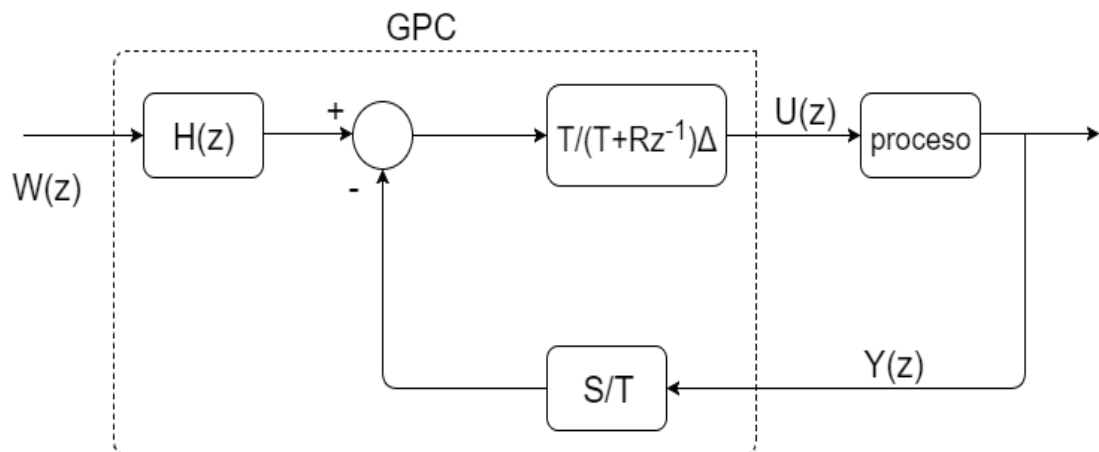 GPC
H(z)
+
-
T/(T+Rz⁻¹)Δ
U(z)
proceso
W(z)
S/T
Y(z)